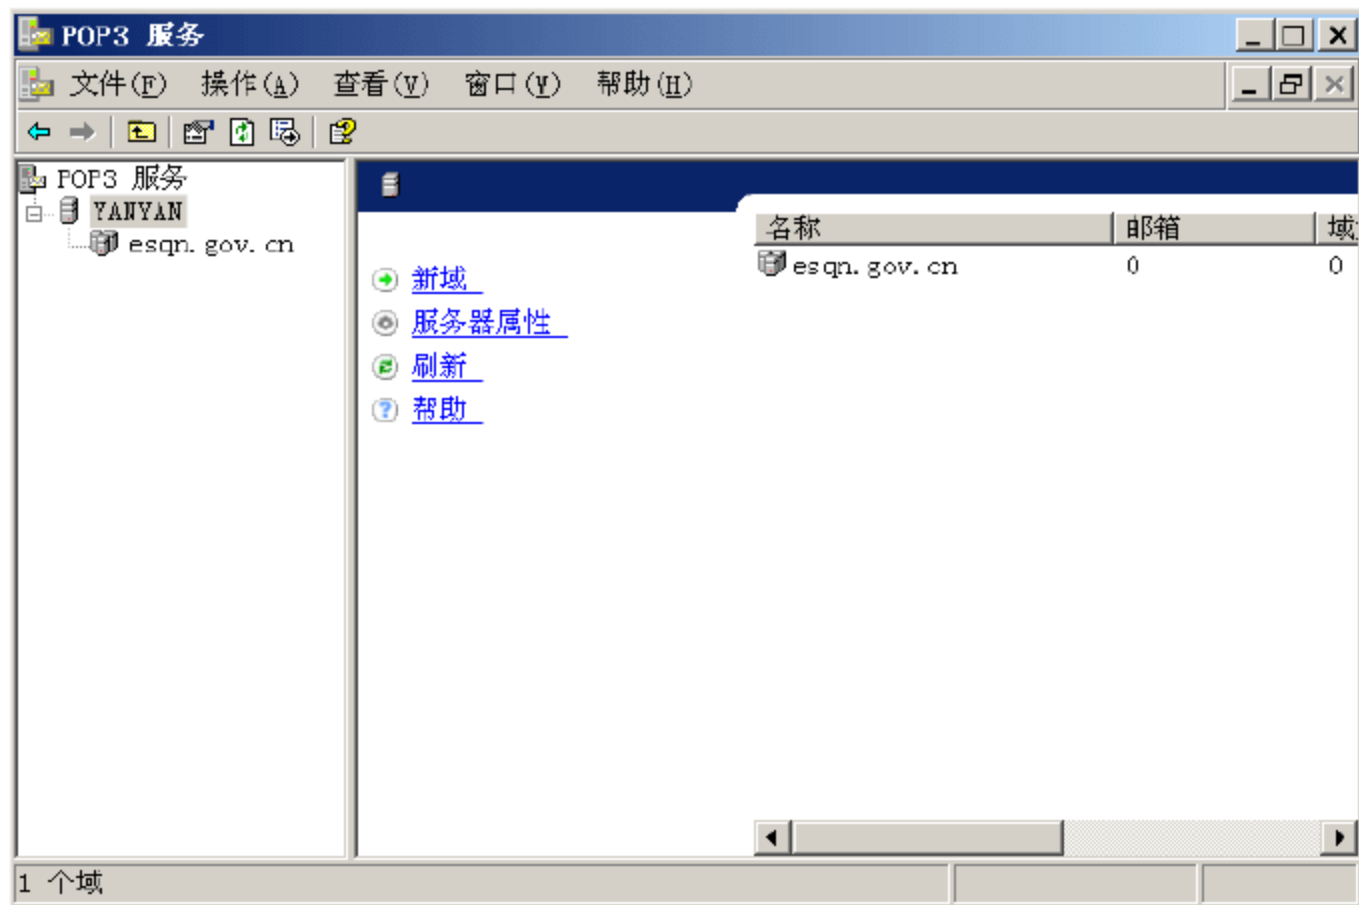 POP3 服务
文件(F) 操作(A) 查看(V) 窗口(W) 帮助(H)
POP3 服务
YANYAN
esqn.gov.cn
新域
服务器属性
刷新
帮助
名称 邮箱 域
esqn.gov.cn 0 0
1 个域